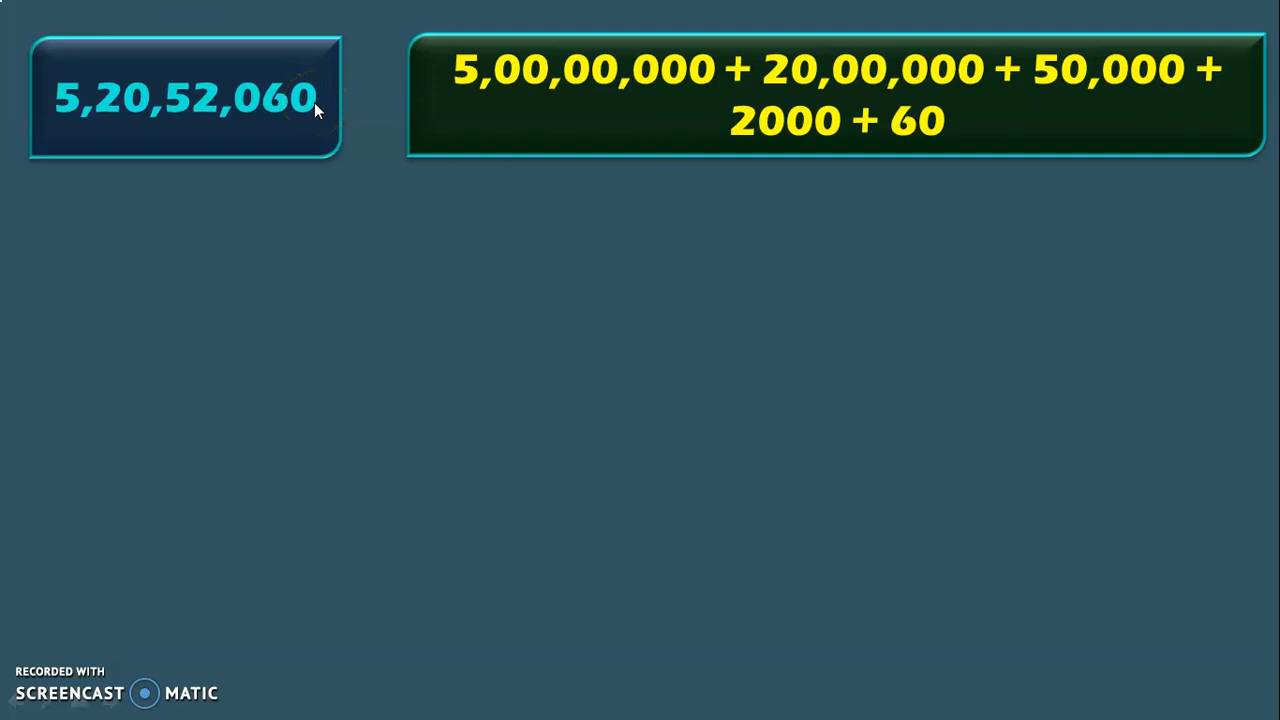 5,20,52,060
5,00,00,000 + 20,00,000 + 50,000 +
2000 + 60
RECORDED WITH
SCREENCAST MATIC